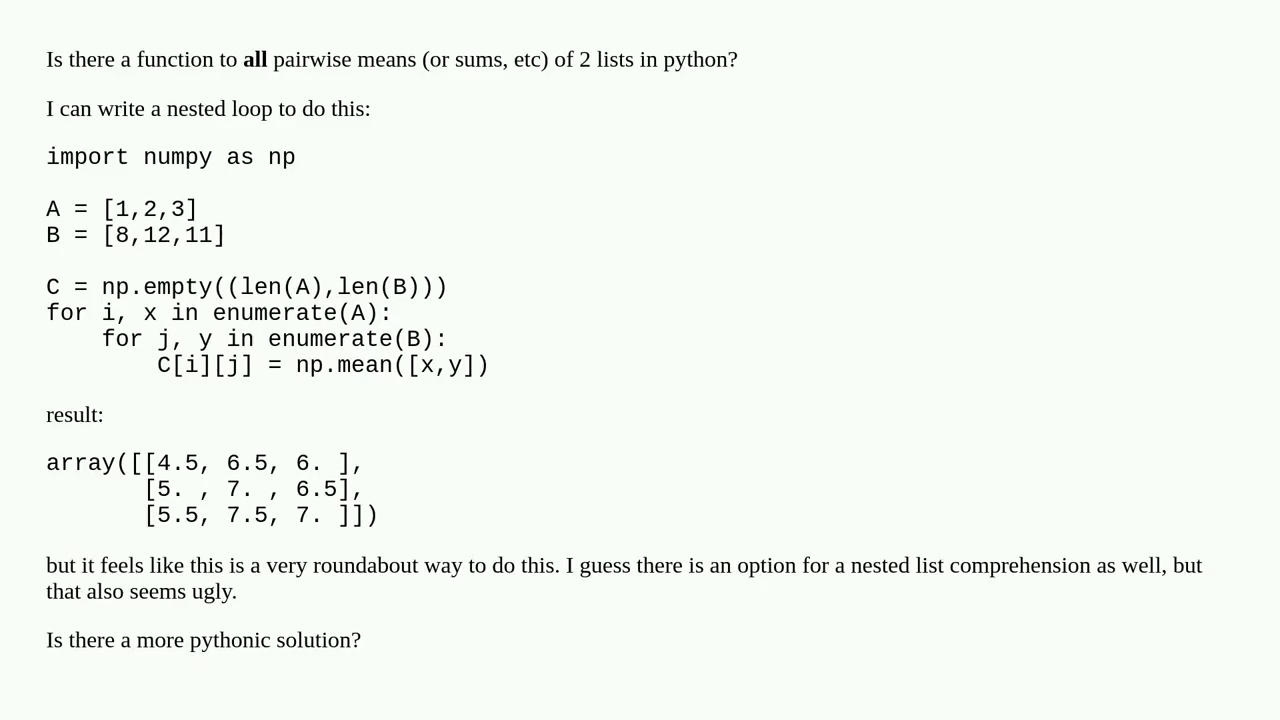 Is there a function to all pairwise means (or sums, etc) of 2 lists in python?
I can write a nested loop to do this:
import numpy as np
A = [1,2,3]
B = [8,12,11]
C = np.empty((len(A),len(B)))
for i, x in enumerate(A):
    for j, y in enumerate(B):
        C[i][j] = np.mean([x,y])
result:
array([[4.5, 6.5, 6. ],
       [5. , 7. , 6.5],
       [5.5, 7.5, 7. ]])
but it feels like this is a very roundabout way to do this. I guess there is an option for a nested list comprehension as well, but
that also seems ugly.
Is there a more pythonic solution?